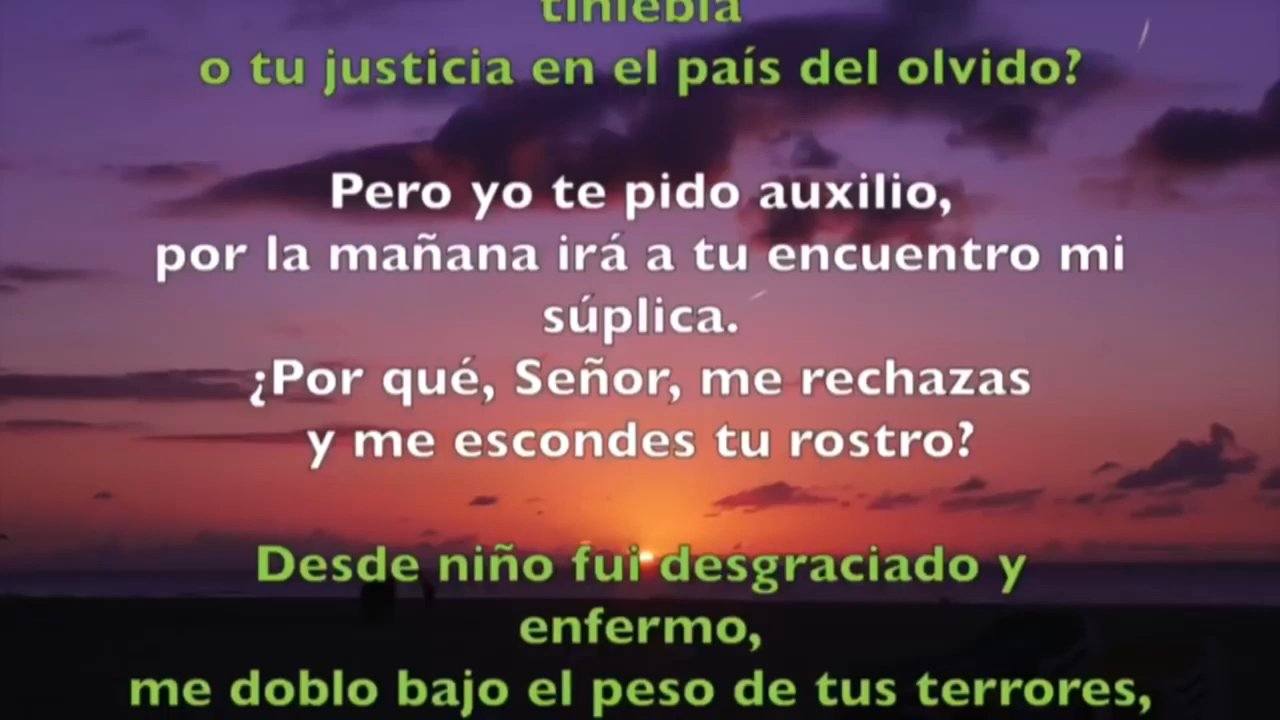 tiniebla
o tu justicia en el país del olvido?
Pero yo te pido auxilio,
por la mañana irá a tu encuentro mi
súplica.
¿Por qué, Señor, me rechazas
y me escondes tu rostro?
Desde niño fui desgraciado y
enfermo,
me doblo bajo el peso de tus terrores,